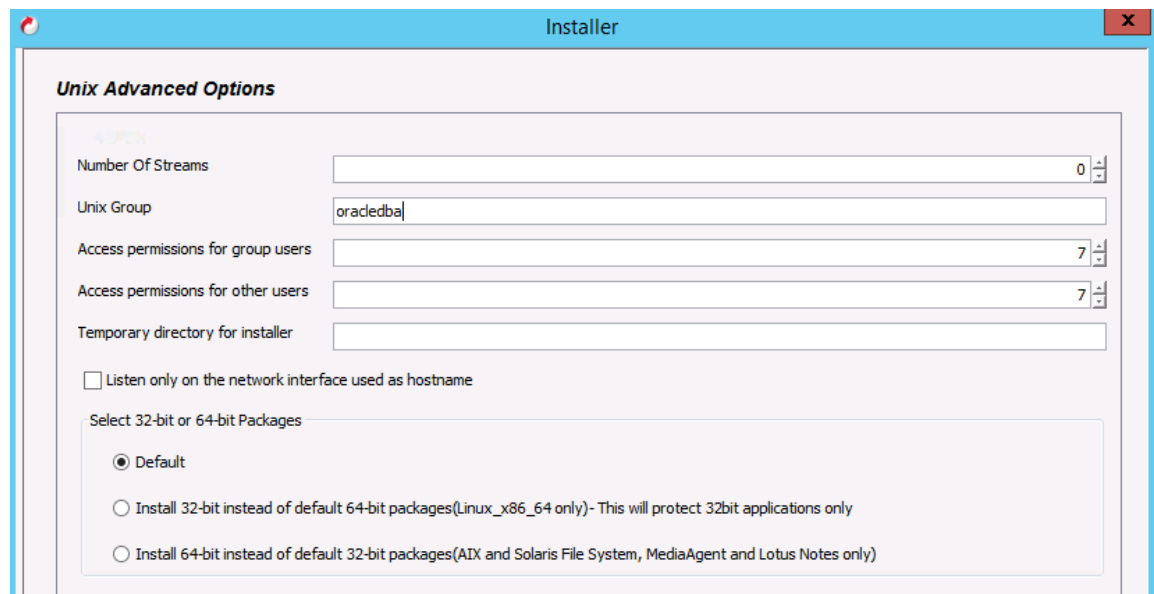 Installer
x
Unix Advanced Options
Number Of Streams
0
Unix Group
oracledba
Access permissions for group users
7
Access permissions for other users
7
Temporary directory for installer
Listen only on the network interface used as hostname
Select 32-bit or 64-bit Packages
Default
Install 32-bit instead of default 64-bit packages(Linux_x86_64 only)- This will protect 32bit applications only
Install 64-bit instead of default 32-bit packages(AIX and Solaris File System, MediaAgent and Lotus Notes only)